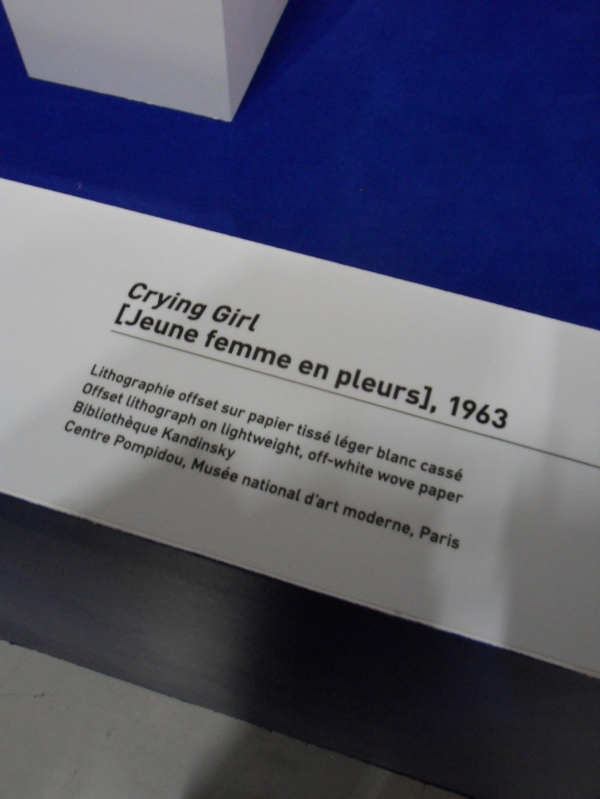 Crying Girl
[Jeune femme en pleurs], 1963
Lithographie offset sur papier tissé léger blanc cassé
Offset lithograph on lightweight, off-white wove paper
Bibliothèque Kandinsky
Centre Pompidou, Musée national d'art moderne, Paris